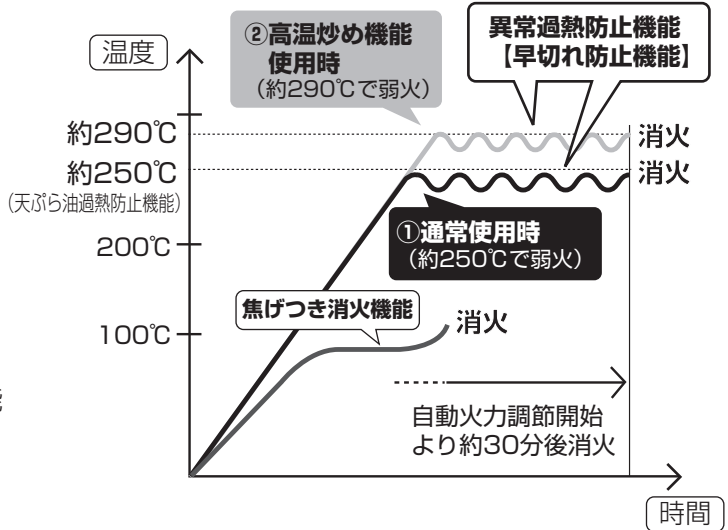 温度
②高温炒め機能
使用時
(約290℃で弱火)
異常過熱防止機能
【早切れ防止機能】
約290℃
消火
約250℃
消火
(天ぷら油過熱防止機能)
①通常使用時
(約250℃で弱火)
200℃
焦げつき消火機能
100℃
消火
自動火力調節開始
より約30分後消火
時間